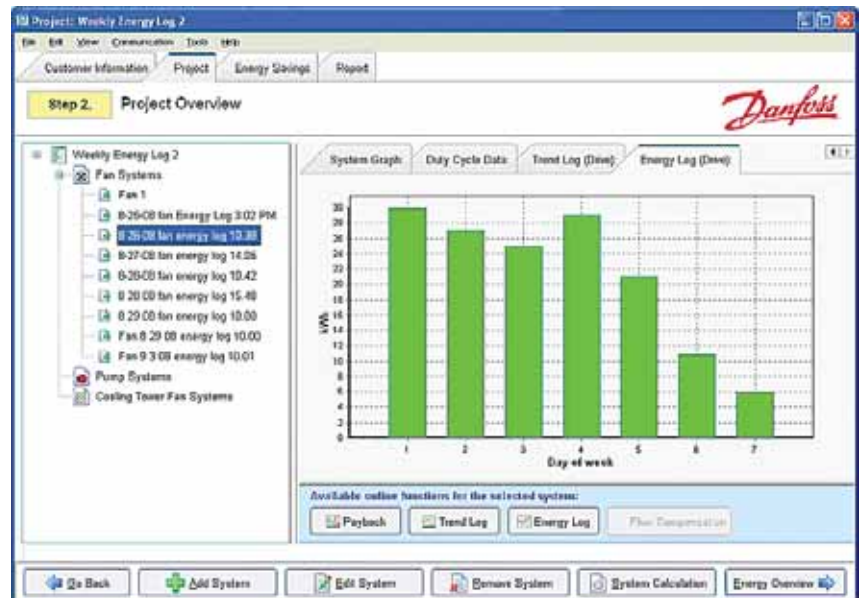 Project: Weekly Energy Log 2
File Edit View Communication Tools Help
Customer Information Project Energy Savings Report
Step 2. Project Overview
Danfoss
Weekly Energy Log 2
Fan Systems
Fan 1
8-26-08 fan Energy Log 3:02 PM
8 26-08 fan energy log 10.38
8-27-08 fan energy log 14.06
8-28-08 fan energy log 10.42
8 28 08 fan energy log 15.48
8 29 08 fan energy log 10.00
Fan 8 29 08 energy log 10.00
Fan 9 3 08 energy log 10.01
Pump Systems
Cooling Tower Fan Systems
System Graph Duty Cycle Data Trend Log (Drive) Energy Log (Drive)
30
28
26
24
22
20
18
16
14
12
10
8
6
4
2
0
kWh
1 2 3 4 5 6 7
Day of week
Available online functions for the selected system:
Payback Trend Log Energy Log Flow Compensation
Go Back Add System Edit System Remove System System Calculation Energy Overview